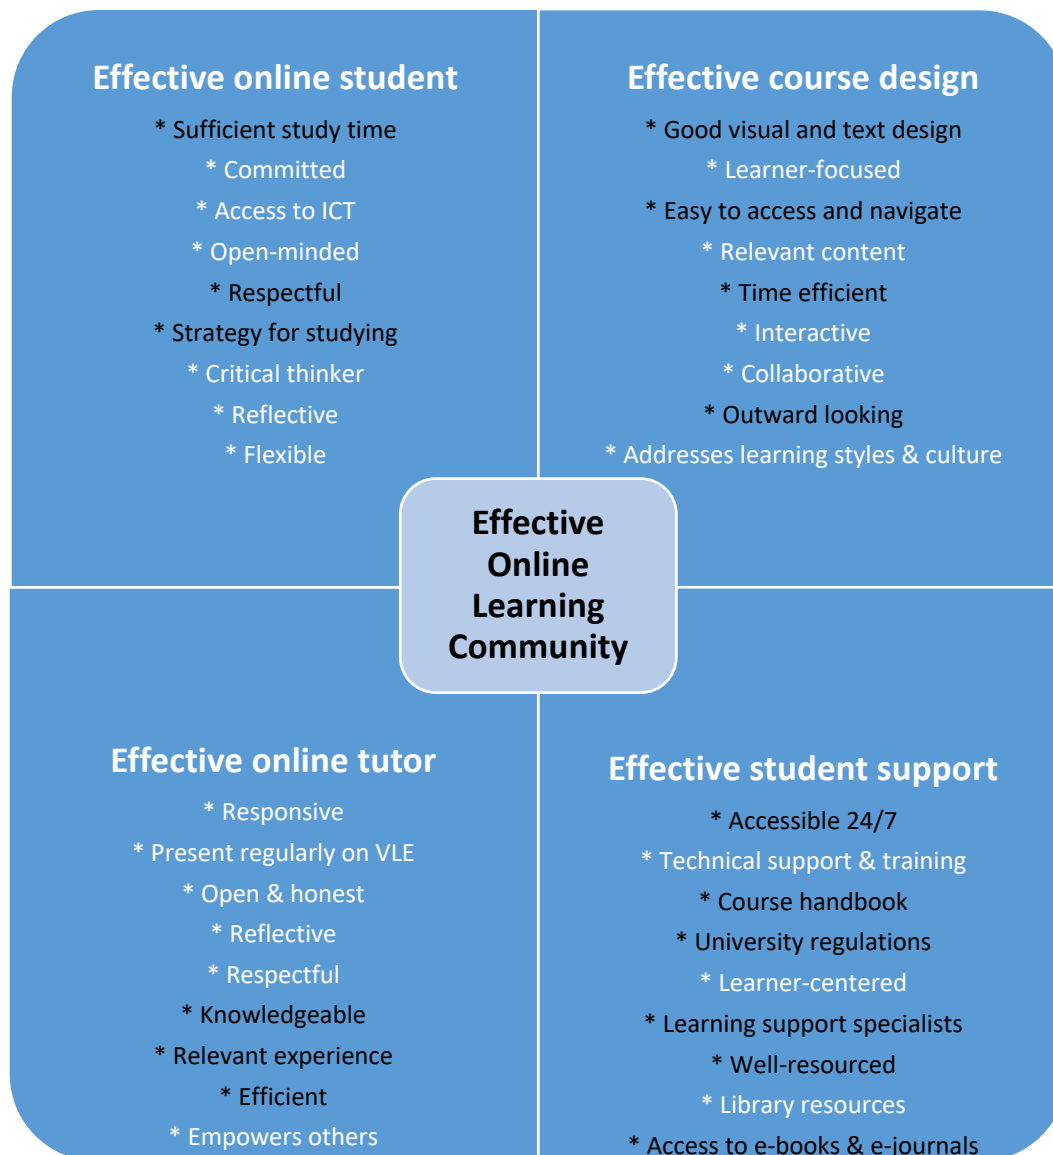 Effective online student
* Sufficient study time
* Committed
* Access to ICT
* Open-minded
* Respectful
* Strategy for studying
* Critical thinker
* Reflective
* Flexible
Effective course design
* Good visual and text design
* Learner-focused
* Easy to access and navigate
* Relevant content
* Time efficient
* Interactive
* Collaborative
* Outward looking
* Addresses learning styles & culture
Effective
Online
Learning
Community
Effective online tutor
* Responsive
* Present regularly on VLE
* Open & honest
* Reflective
* Respectful
* Knowledgeable
* Relevant experience
* Efficient
* Empowers others
Effective student support
* Accessible 24/7
* Technical support & training
* Course handbook
* University regulations
* Learner-centered
* Learning support specialists
* Well-resourced
* Library resources
* Access to e-books & e-journals